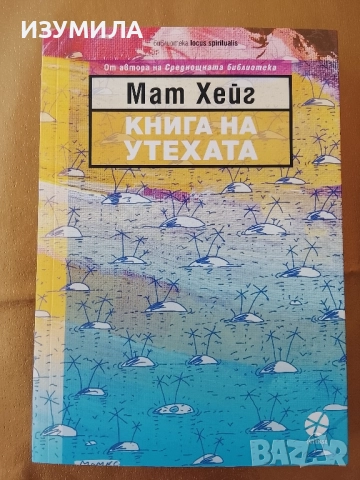 ИЗУМИЛА
библиотека locus spiritualis
От автора на Среднощната библиотека
Мат Хейг
КНИГА НА
УТЕХАТА
BAZAR